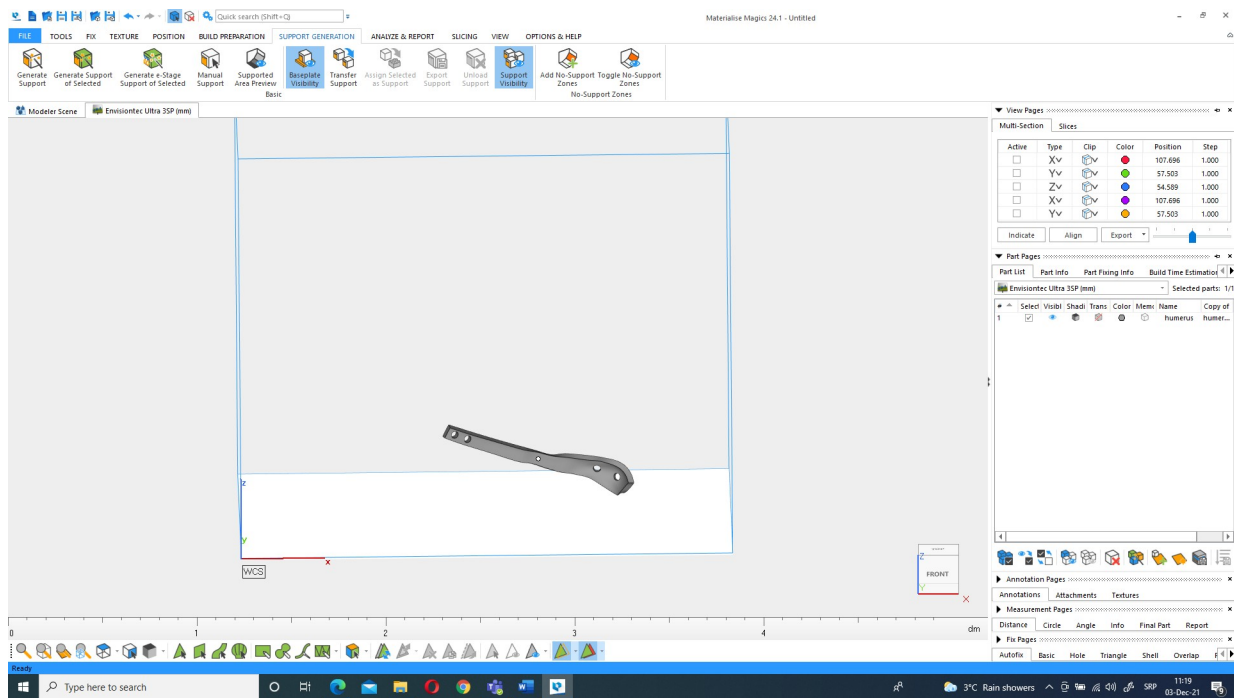 Quick search (Shift+Q)
Materialise Magics 24.1 - Untitled
FILE TOOLS FIX TEXTURE POSITION BUILD PREPARATION SUPPORT GENERATION ANALYZE & REPORT SLICING VIEW OPTIONS & HELP
Generate Generate Support Generate e-Stage Manual Supported Baseplate Transfer Assign Selected Export Unload Support Add No-Support Toggle No-Support
Support of Selected Support of Selected Support Area Preview Visibility Support as Support Support Support Visibility Zones Zones
Basic No-Support Zones
Modeler Scene Envisiontec Ultra 3SP (mm)
View Pages
Multi-Section Slices
Active Type Clip Color Position Step
X 107.696 1.000
Y 57.503 1.000
Z 54.589 1.000
X 107.696 1.000
Y 57.503 1.000
Indicate Align Export
Part Pages
Part List Part Info Part Fixing Info Build Time Estimation
Envisiontec Ultra 3SP (mm) Selected parts: 1/1
# Select Visibl Shadi Trans Color Memo Name Copy of
1 humerus humer...
z
y
x
WCS
Z
FRONT
Y
X
Annotation Pages
Annotations Attachments Textures
Measurement Pages
Distance Circle Angle Info Final Part Report
Fix Pages
Autofix Basic Hole Triangle Shell Overlap
0 1 2 3 4 dm
Ready
Type here to search
3°C Rain showers SRP 11:19
03-Dec-21
9